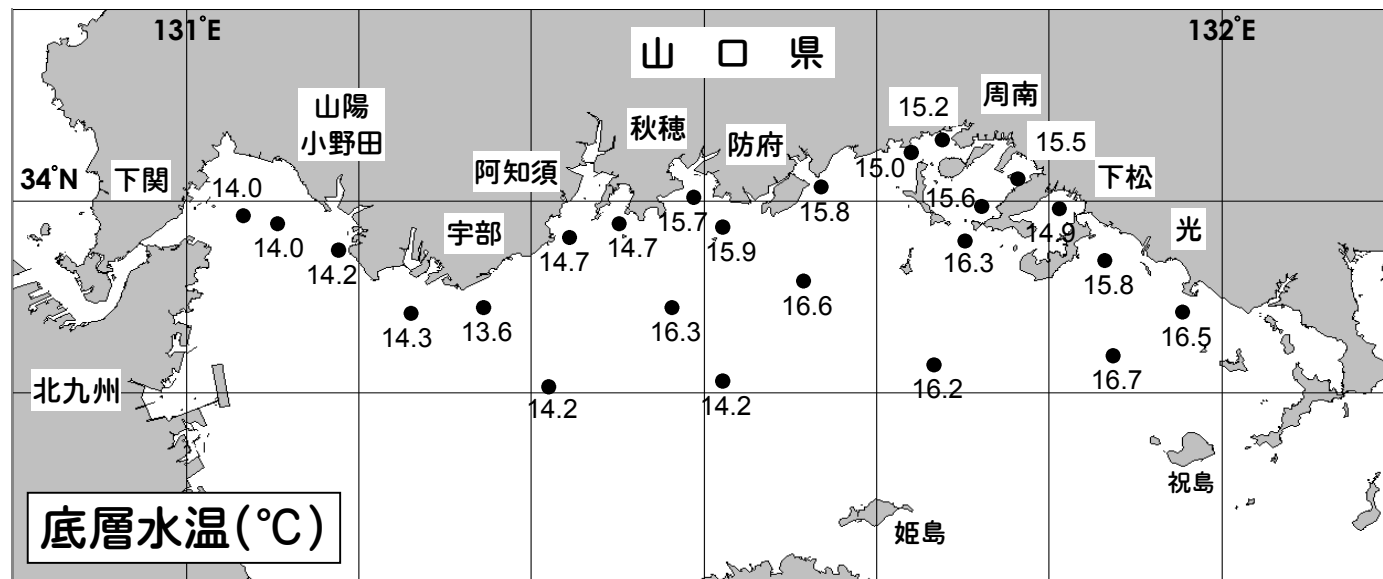 131°E
132°E
山 口 県
山陽
小野田
秋穂
防府
15.2
周南
15.5
下関
34°N
14.0
阿知須
15.0
下松
宇部
15.7
15.8
15.6
14.9
光
14.0
14.2
14.7
14.7
15.9
16.3
15.8
14.3
13.6
16.3
16.6
16.5
北九州
14.2
14.2
16.2
16.7
祝島
姫島
底層水温(℃)